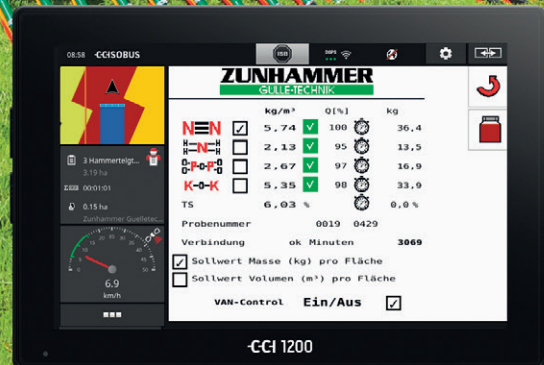 08:58 CCISOBUS
ZUNHAMMER
GÜLLE-TECHNIK
kg/m³ Q[%] kg
N≡N 5,74 100 36,4
H-N-H 2,13 95 13,5
O-P-O-P-O 2,67 97 16,9
K-O-K 5,35 98 33,9
TS 6,03 % 0,0 %
Probenummer 0019 0429
Verbindung ok Minuten 3069
Sollwert Masse (kg) pro Fläche
Sollwert Volumen (m³) pro Fläche
VAN-Control Ein/Aus
3 Hammerteigt...
3.19 ha
00:01:01
0.15 ha
Zunhammer Guelletec...
6.9
km/h
CCI 1200